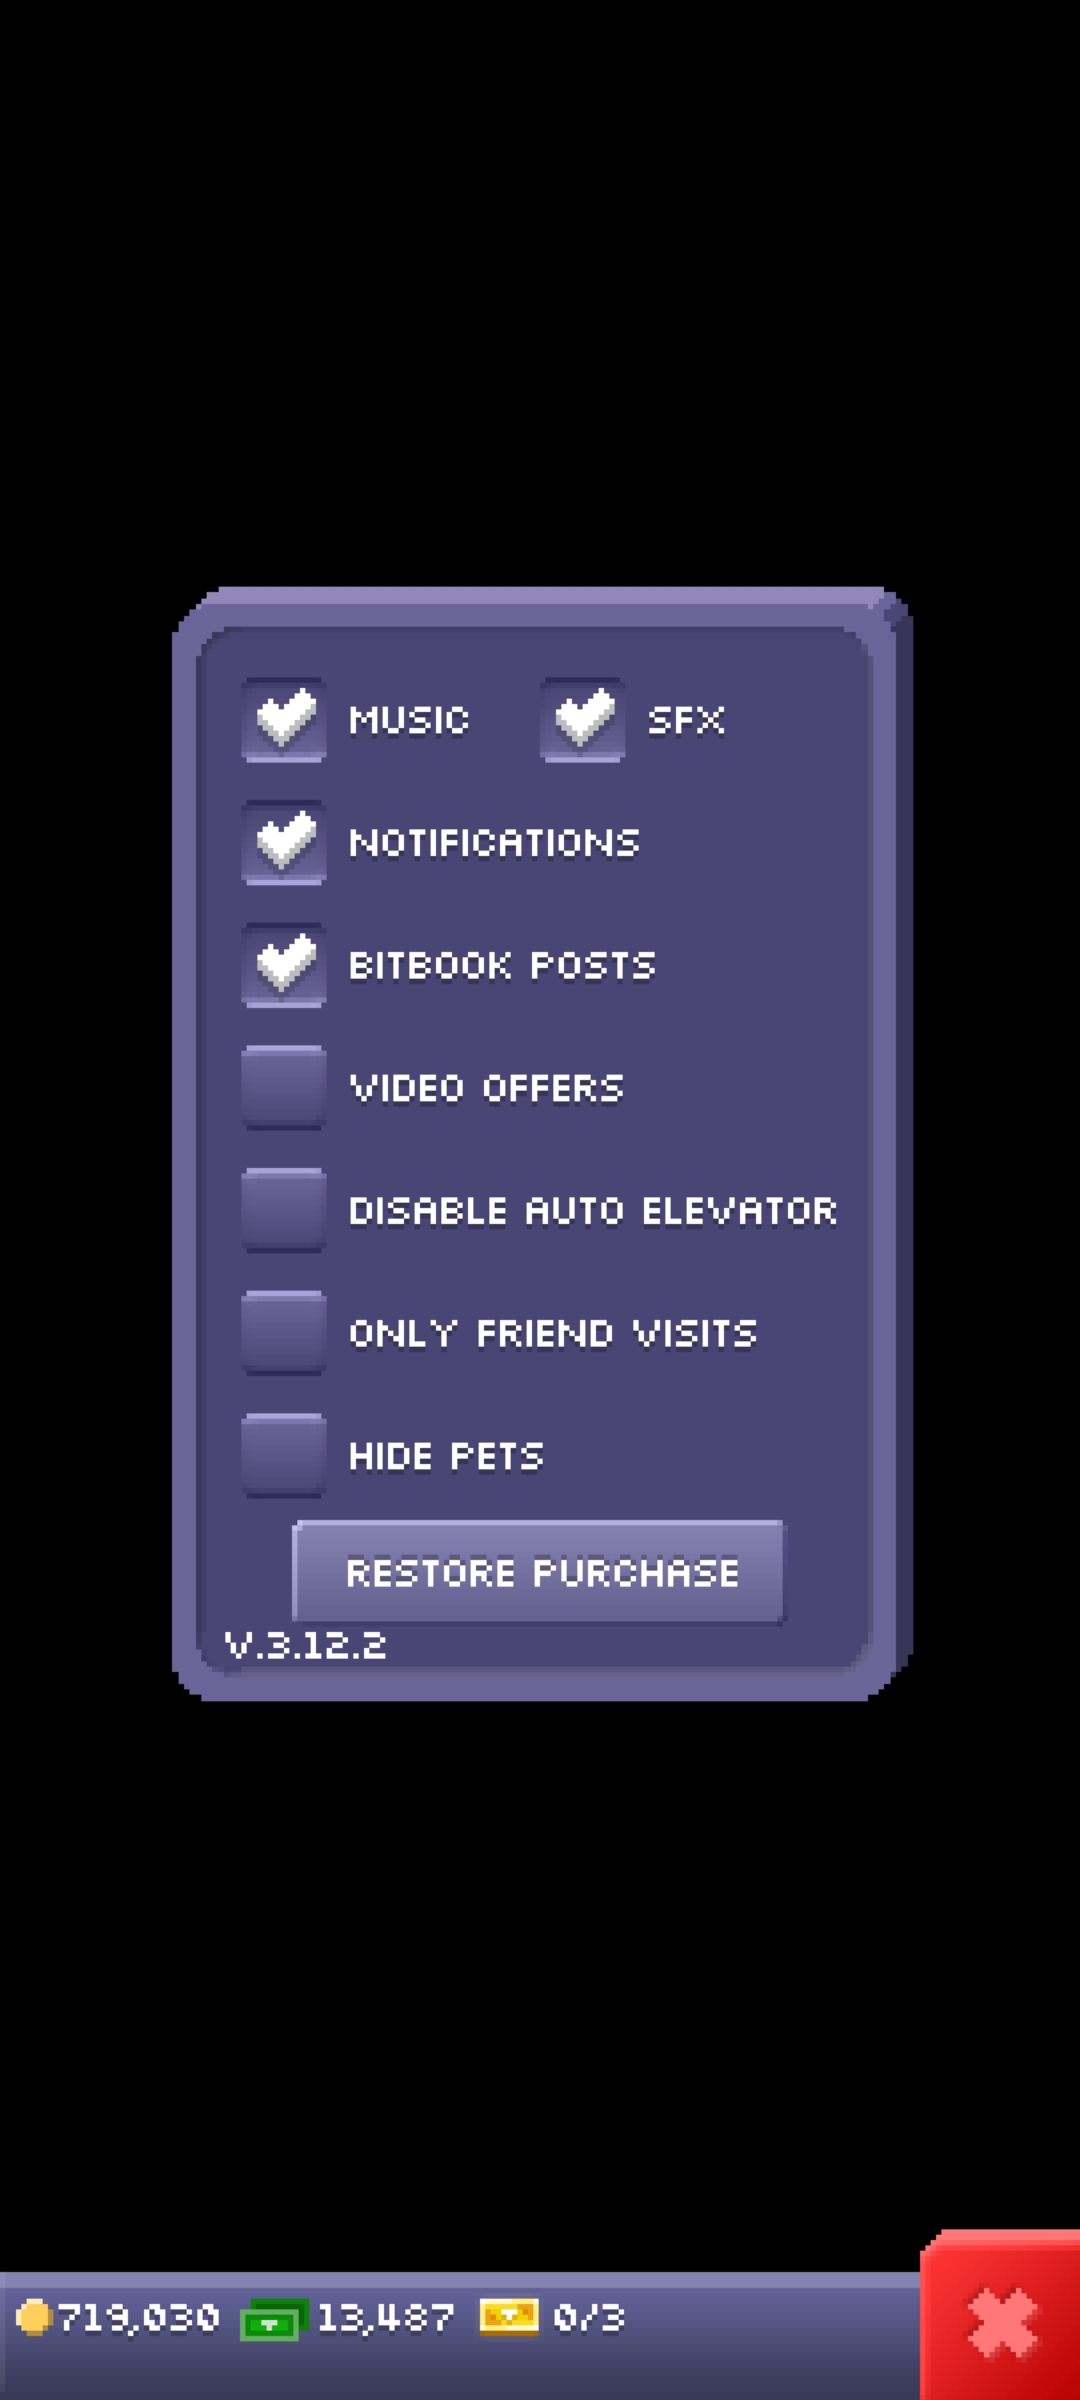 MUSIC SFX
NOTIFICATIONS
BITBOOK POSTS
VIDEO OFFERS
DISABLE AUTO ELEVATOR
ONLY FRIEND VISITS
HIDE PETS
RESTORE PURCHASE
V.3.12.2
719,030 13,487 0/3